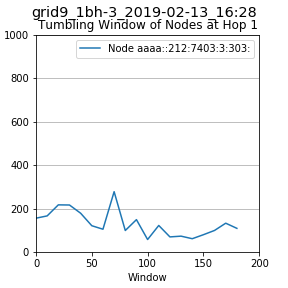 grid9_1bh-3_2019-02-13_16:28
Tumbling Window of Nodes at Hop 1
Node aaaa::212:7403:3:303:
1000
800
600
400
200
0
0 50 100 150 200
Window